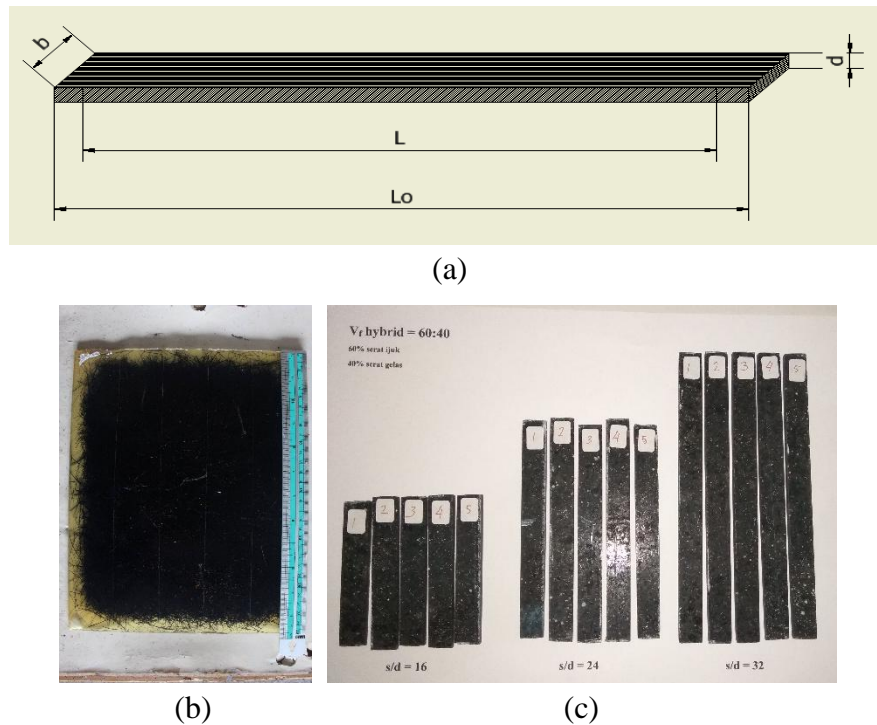 b
d
L
Lo
(a)
Vf hybrid = 60:40
60% serat ijuk
40% serat gelas
1 2 3 4 5
1 2 3 4 5
1 2 3 4 5
s/d = 16
s/d = 24
s/d = 32
(b)
(c)